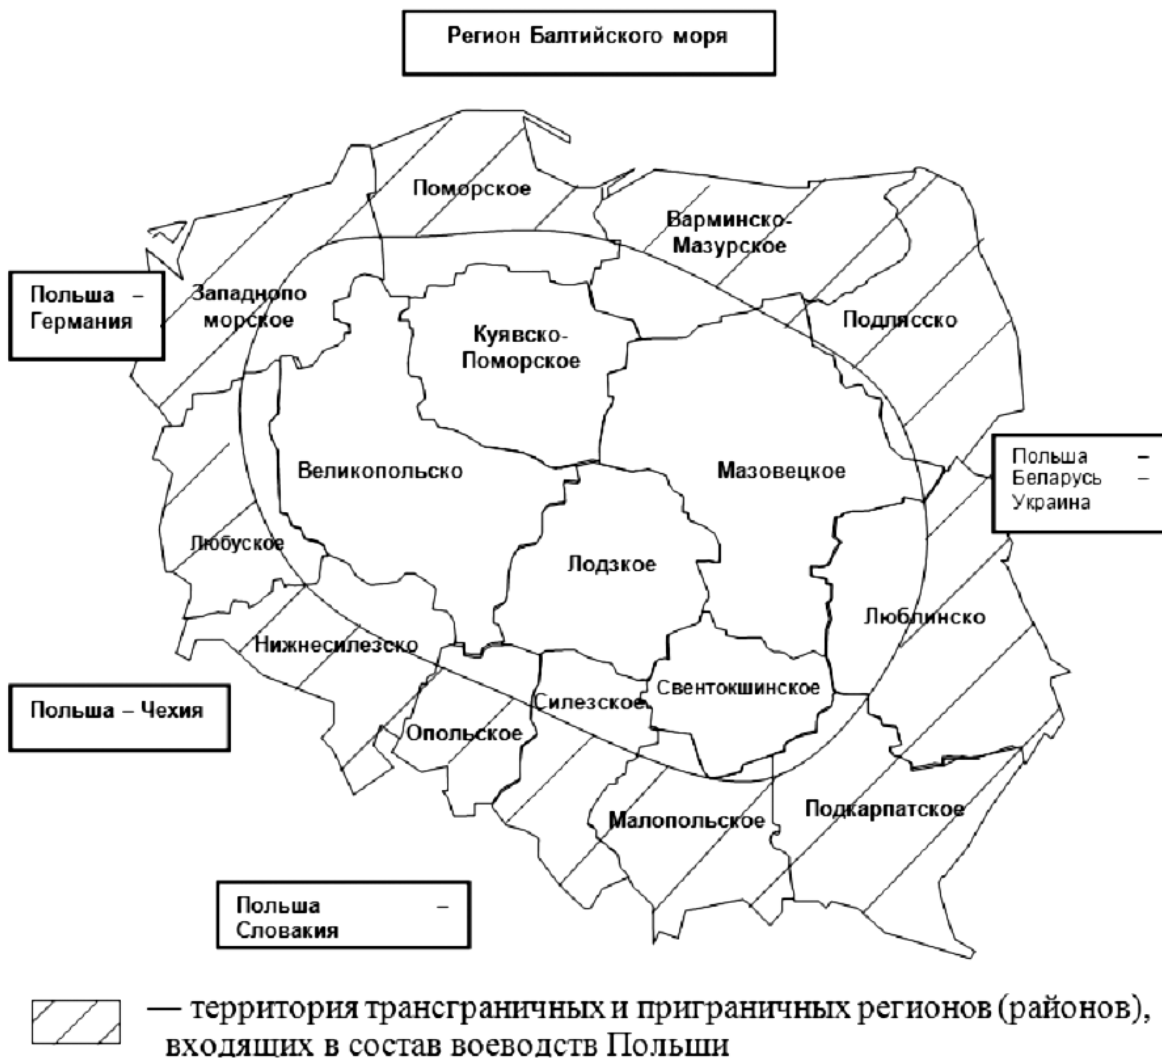 Регион Балтийского моря
Поморское
Варминско-
Мазурское
Польша –
Германия
Западнопо
морское
Куявско-
Поморское
Подлясско
Великопольско
Мазовецкое
Польша –
Беларусь –
Украина
Любуское
Лодзкое
Люблинско
Нижнесилезско
Свентокшинское
Силезское
Польша – Чехия
Опольское
Малопольское
Подкарпатское
Польша –
Словакия
— территория трансграничных и приграничных регионов (районов),
входящих в состав воеводств Польши